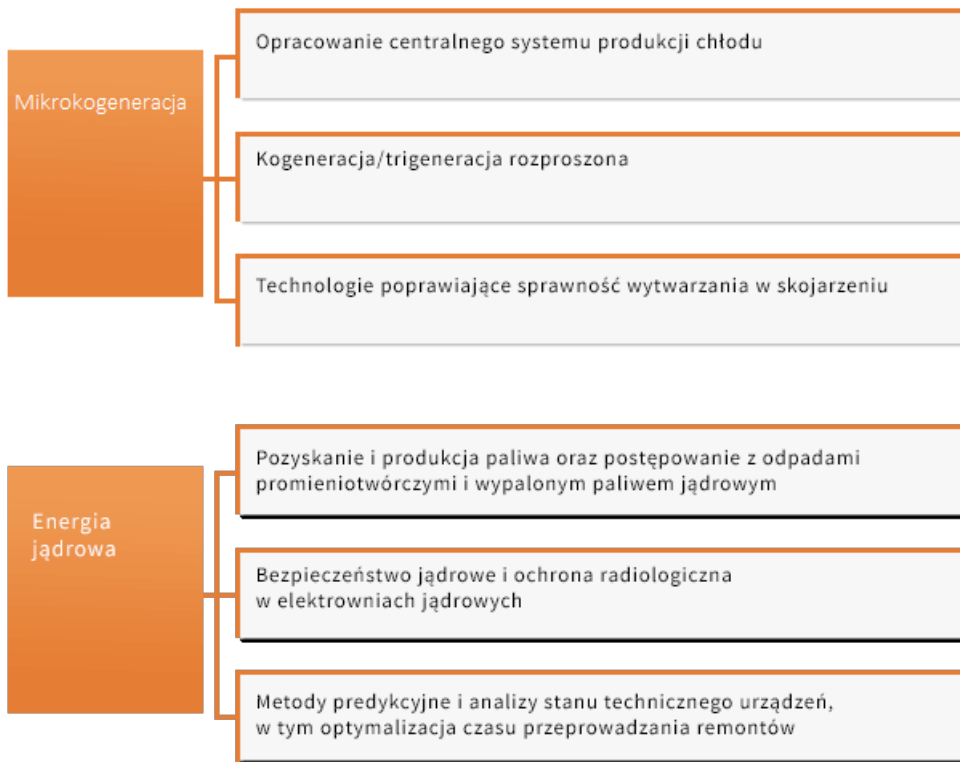 Mikrokogeneracja
Opracowanie centralnego systemu produkcji chłodu
Kogeneracja/trigeneracja rozproszona
Technologie poprawiające sprawność wytwarzania w skojarzeniu
Energia
jądrowa
Pozyskanie i produkcja paliwa oraz postępowanie z odpadami
promieniotwórczymi i wypalonym paliwem jądrowym
Bezpieczeństwo jądrowe i ochrona radiologiczna
w elektrowniach jądrowych
Metody predykcyjne i analizy stanu technicznego urządzeń,
w tym optymalizacja czasu przeprowadzania remontów